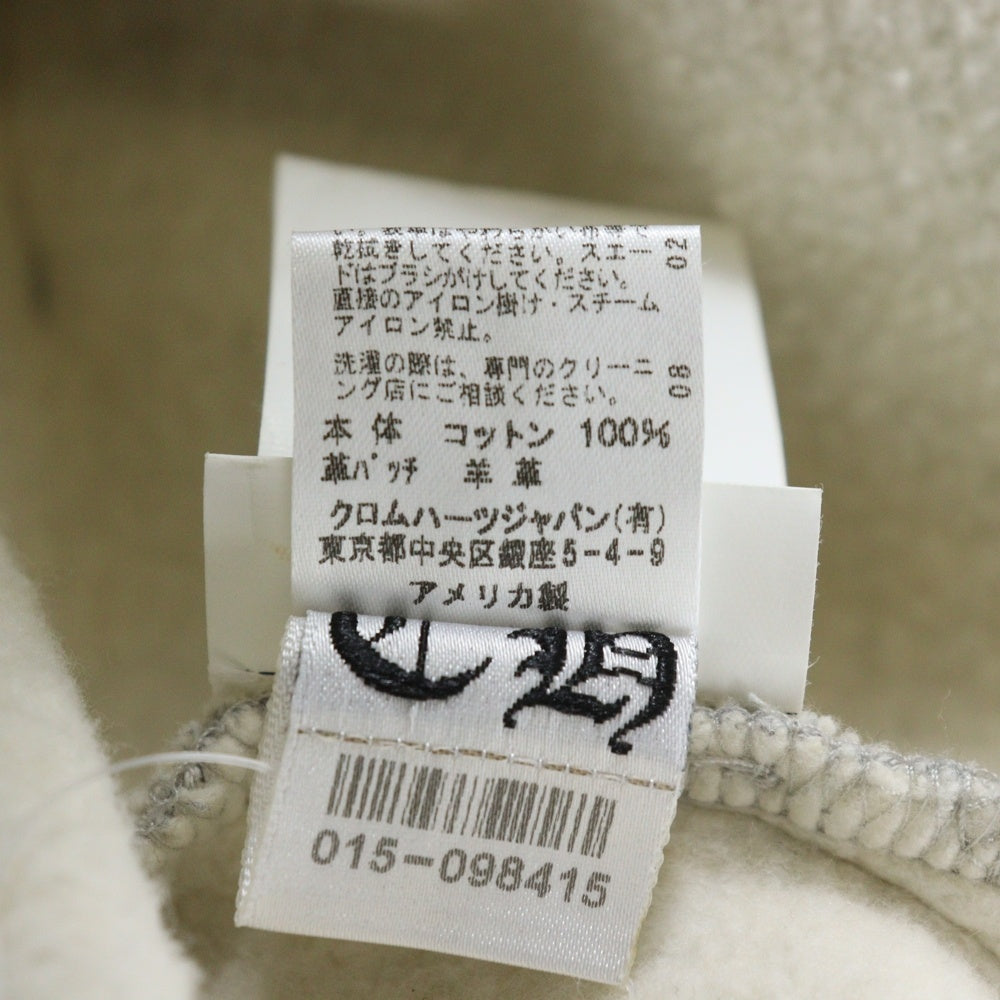 乾拭きしてください。スエー
ドはブラシがけしてください。
直接のアイロン掛け・スチーム
アイロン禁止。
洗濯の際は、専門のクリーニ
ング店にご相談ください。
02
08
本体 コットン 100%
革パッチ 羊革
クロムハーツジャパン(有)
東京都中央区銀座5-4-9
アメリカ製
CH
015-098415